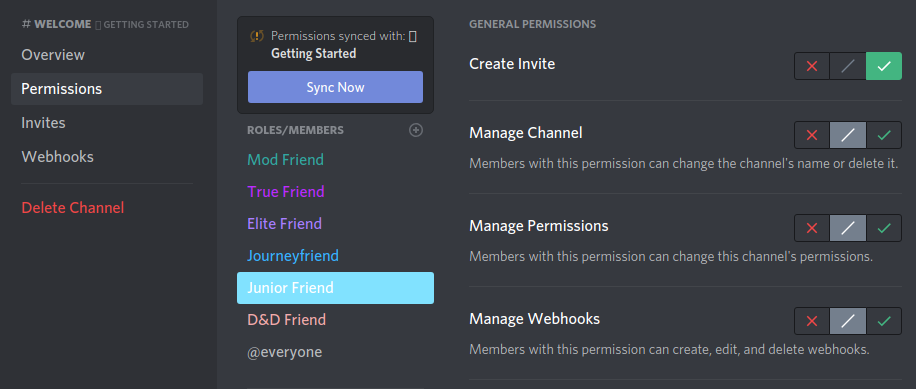 # WELCOME GETTING STARTED
Overview
Permissions
Invites
Webhooks
Delete Channel
Permissions synced with:
Getting Started
Sync Now
ROLES/MEMBERS
Mod Friend
True Friend
Elite Friend
Journeyfriend
Junior Friend
D&D Friend
@everyone
GENERAL PERMISSIONS
Create Invite
Manage Channel
Members with this permission can change the channel's name or delete it.
Manage Permissions
Members with this permission can change this channel's permissions.
Manage Webhooks
Members with this permission can create, edit, and delete webhooks.